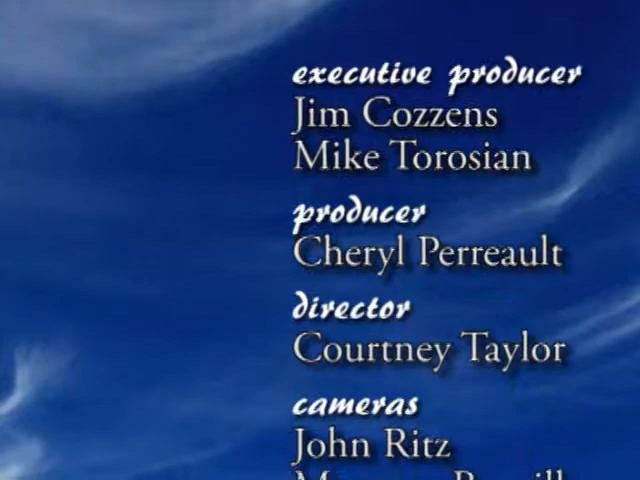 executive producer
Jim Cozzens
Mike Torosian
producer
Cheryl Perreault
director
Courtney Taylor
cameras
John Ritz